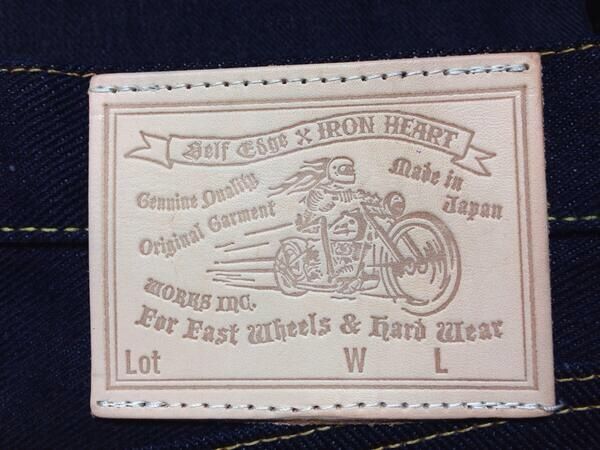 Self Edge X IRON HEART
Genuine Quality
Original Garment
Made in
Japan
WORKS INC.
For Fast Wheels & Hard Wear
Lot W L